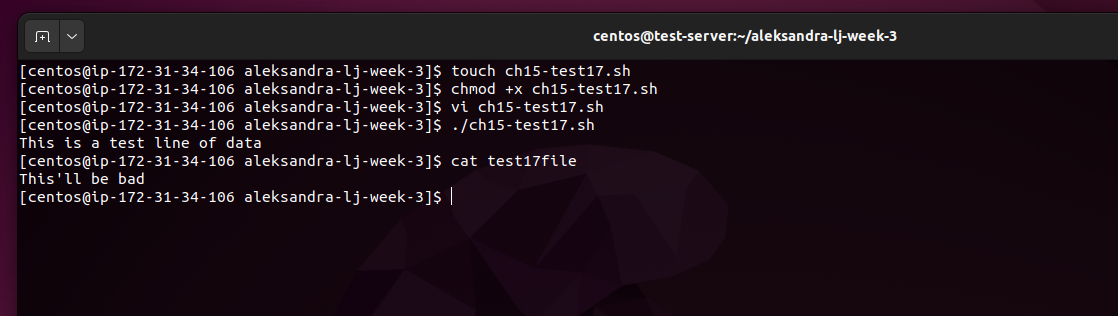 centos@test-server:~/aleksandra-lj-week-3
[centos@ip-172-31-34-106 aleksandra-lj-week-3]$ touch ch15-test17.sh
[centos@ip-172-31-34-106 aleksandra-lj-week-3]$ chmod +x ch15-test17.sh
[centos@ip-172-31-34-106 aleksandra-lj-week-3]$ vi ch15-test17.sh
[centos@ip-172-31-34-106 aleksandra-lj-week-3]$ ./ch15-test17.sh
This is a test line of data
[centos@ip-172-31-34-106 aleksandra-lj-week-3]$ cat test17file
This'll be bad
[centos@ip-172-31-34-106 aleksandra-lj-week-3]$